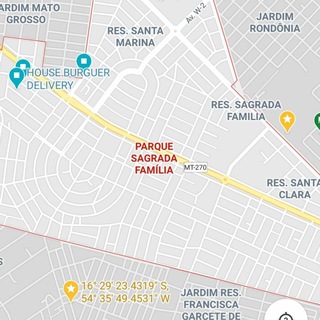 JARDIM MATO
GROSSO
RES. SANTA
MARINA
Av. W-2
JARDIM
RONDÔNIA
HOUSE BURGUER
DELIVERY
RES. SAGRADA
FAMILIA
PARQUE
SAGRADA
FAMÍLIA
MT-270
RES. SANTA
CLARA
16° 29' 23.4319" S,
54° 35' 49.4531" W
JARDIM RES.
FRANCISCA
GARCETE DE